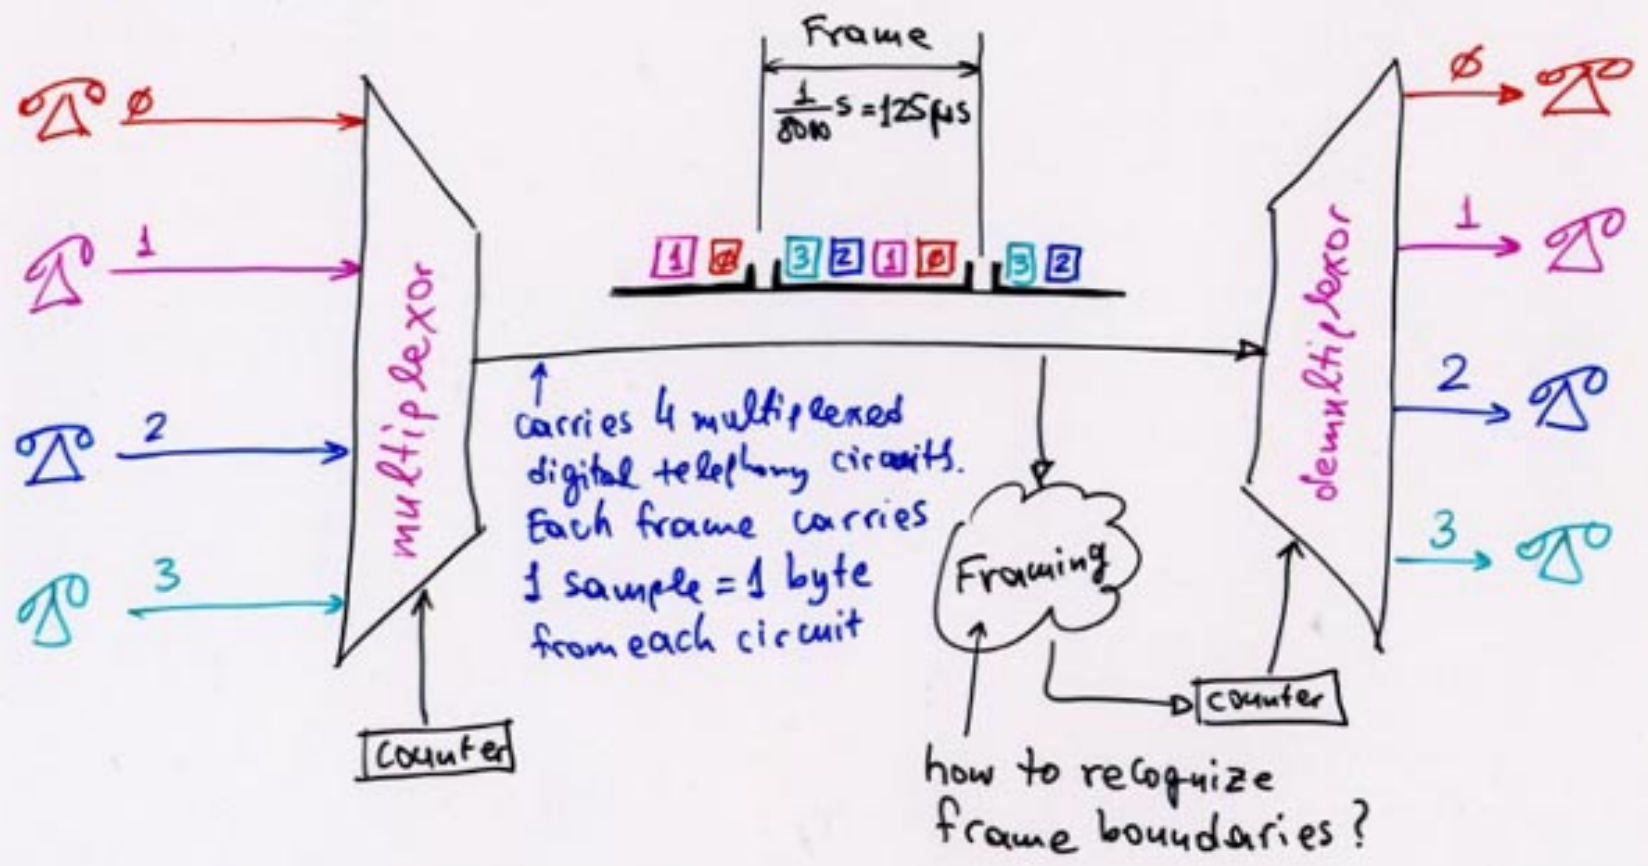 Frame
1/8000 s = 125 µs
ø
1
2
3
multiplexor
1 ø 3 2 1 ø 3 2
carries 4 multiplexed
digital telephony circuits.
Each frame carries
1 sample = 1 byte
from each circuit
counter
Framing
how to recognize
frame boundaries?
counter
demultiplexor
ø
1
2
3